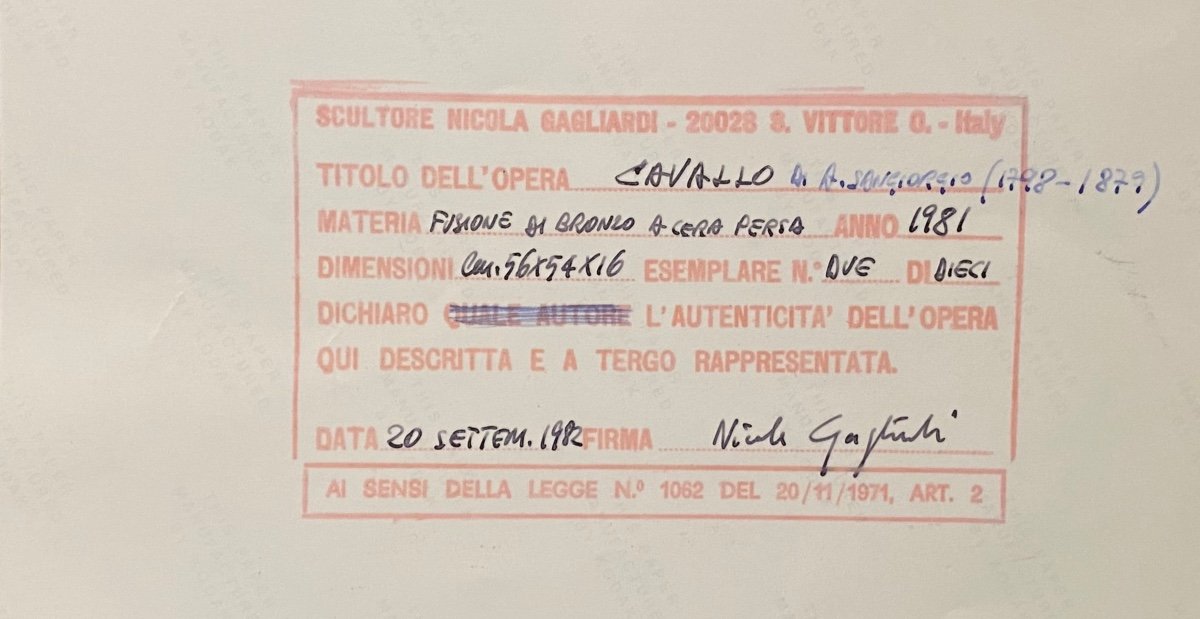 SCULTORE NICOLA GAGLIARDI - 20028 S. VITTORE O. - Italy
TITOLO DELL'OPERA CAVALLO DI A. SANGIORGIO (1798-1879)
MATERIA FUSIONE DI BRONZO A CERA PERSA ANNO 1981
DIMENSIONI Cm. 56X54X16 ESEMPLARE N.° DUE DI DIECI
DICHIARO QUALE AUTORE L'AUTENTICITA' DELL'OPERA
QUI DESCRITTA E A TERGO RAPPRESENTATA.
DATA 20 SETTEM. 1982 FIRMA Nicola Gagliardi
AI SENSI DELLA LEGGE N.° 1062 DEL 20/11/1971, ART. 2